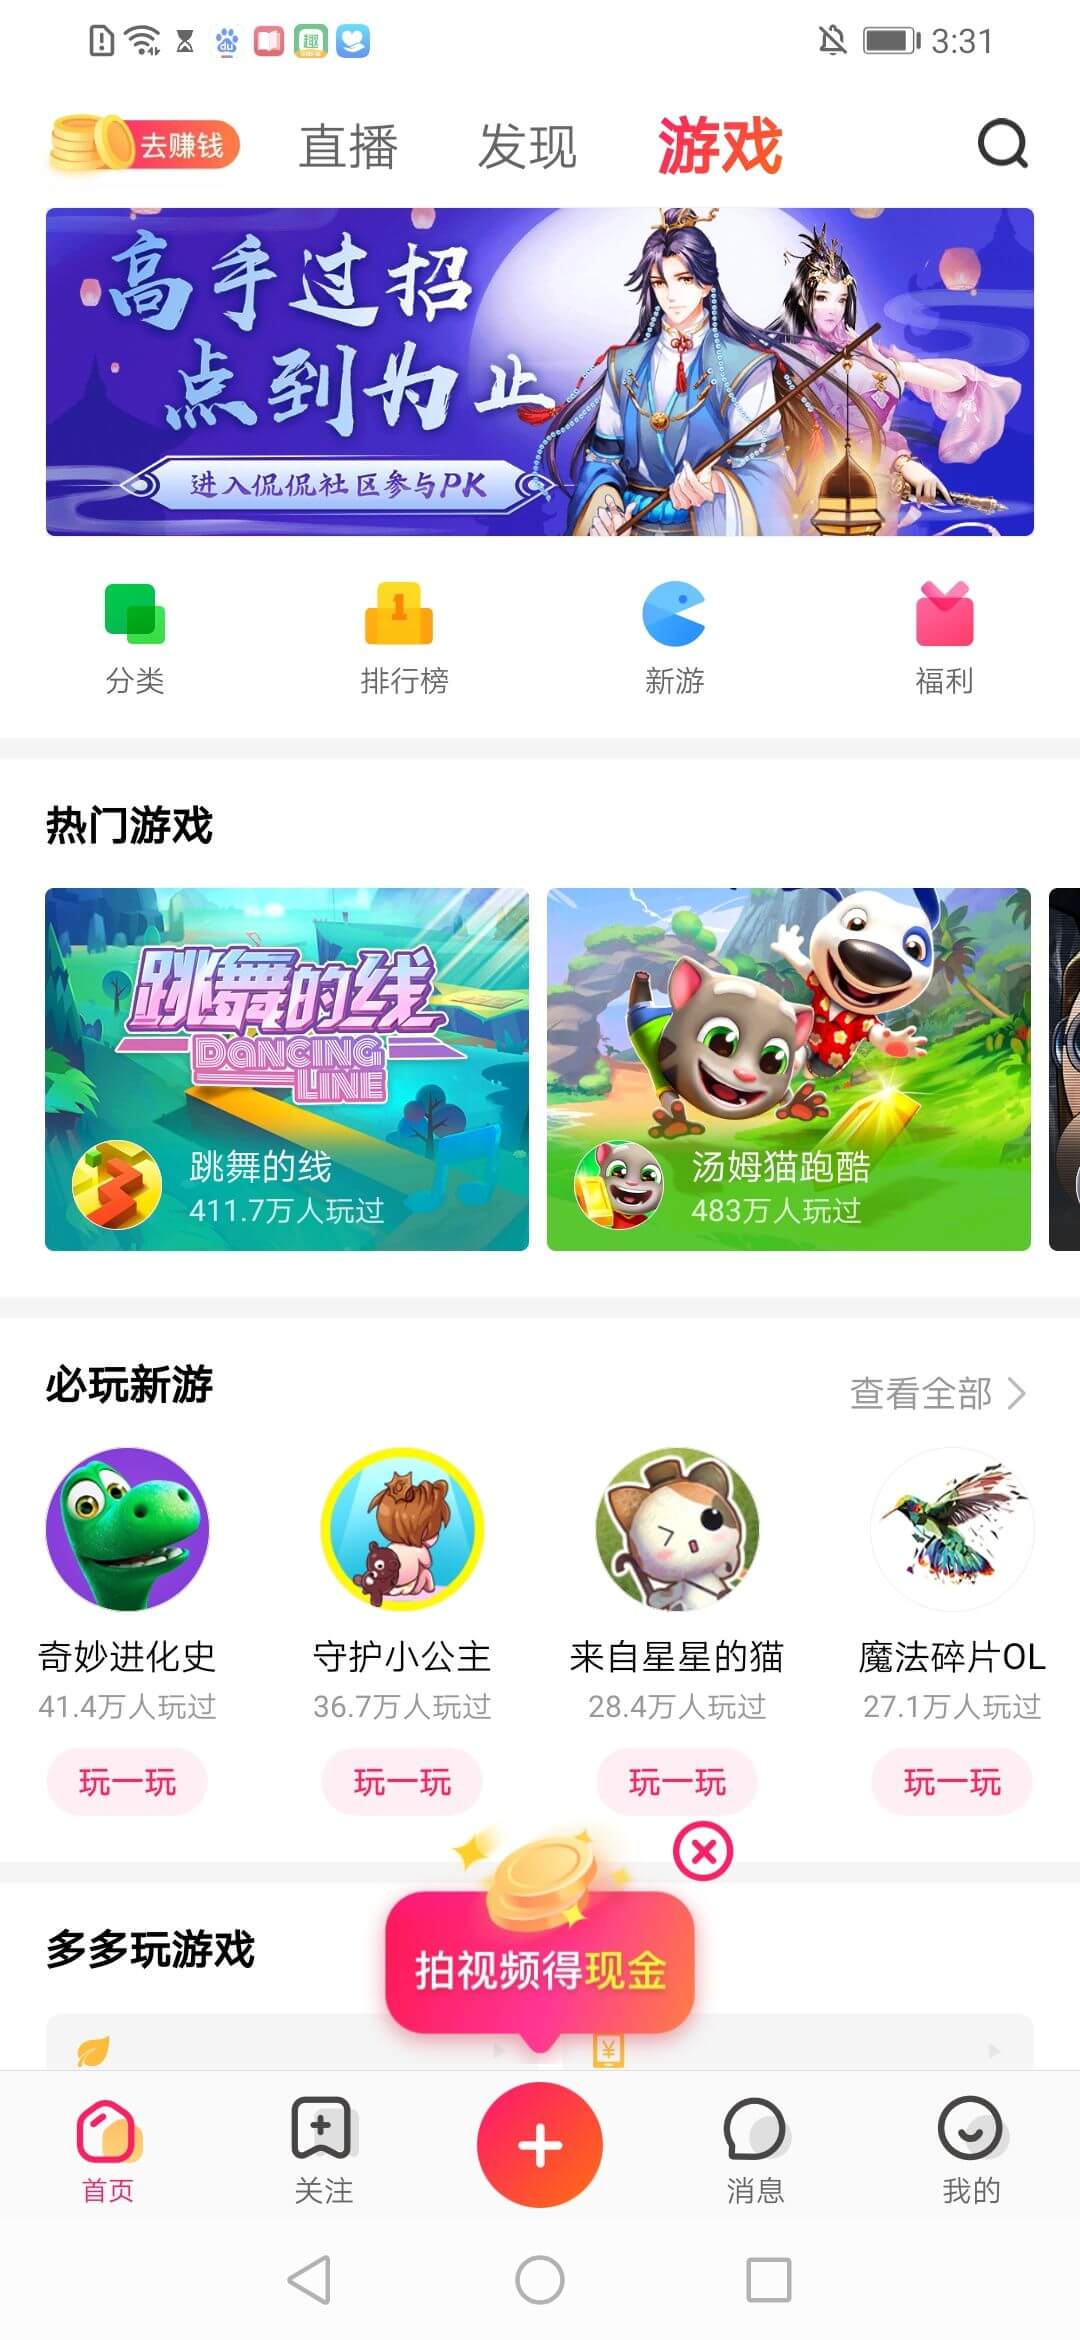 3:31
去赚钱
直播
发现
游戏
高手过招
点到为止
进入侃侃社区参与PK
1
分类
排行榜
新游
福利
热门游戏
跳舞的线
DANCING
LINE
跳舞的线
411.7万人玩过
汤姆猫跑酷
483万人玩过
必玩新游
查看全部
奇妙进化史
守护小公主
来自星星的猫
魔法碎片OL
41.4万人玩过
36.7万人玩过
28.4万人玩过
27.1万人玩过
玩一玩
玩一玩
玩一玩
玩一玩
多多玩游戏
拍视频得现金
¥
首页
关注
消息
我的